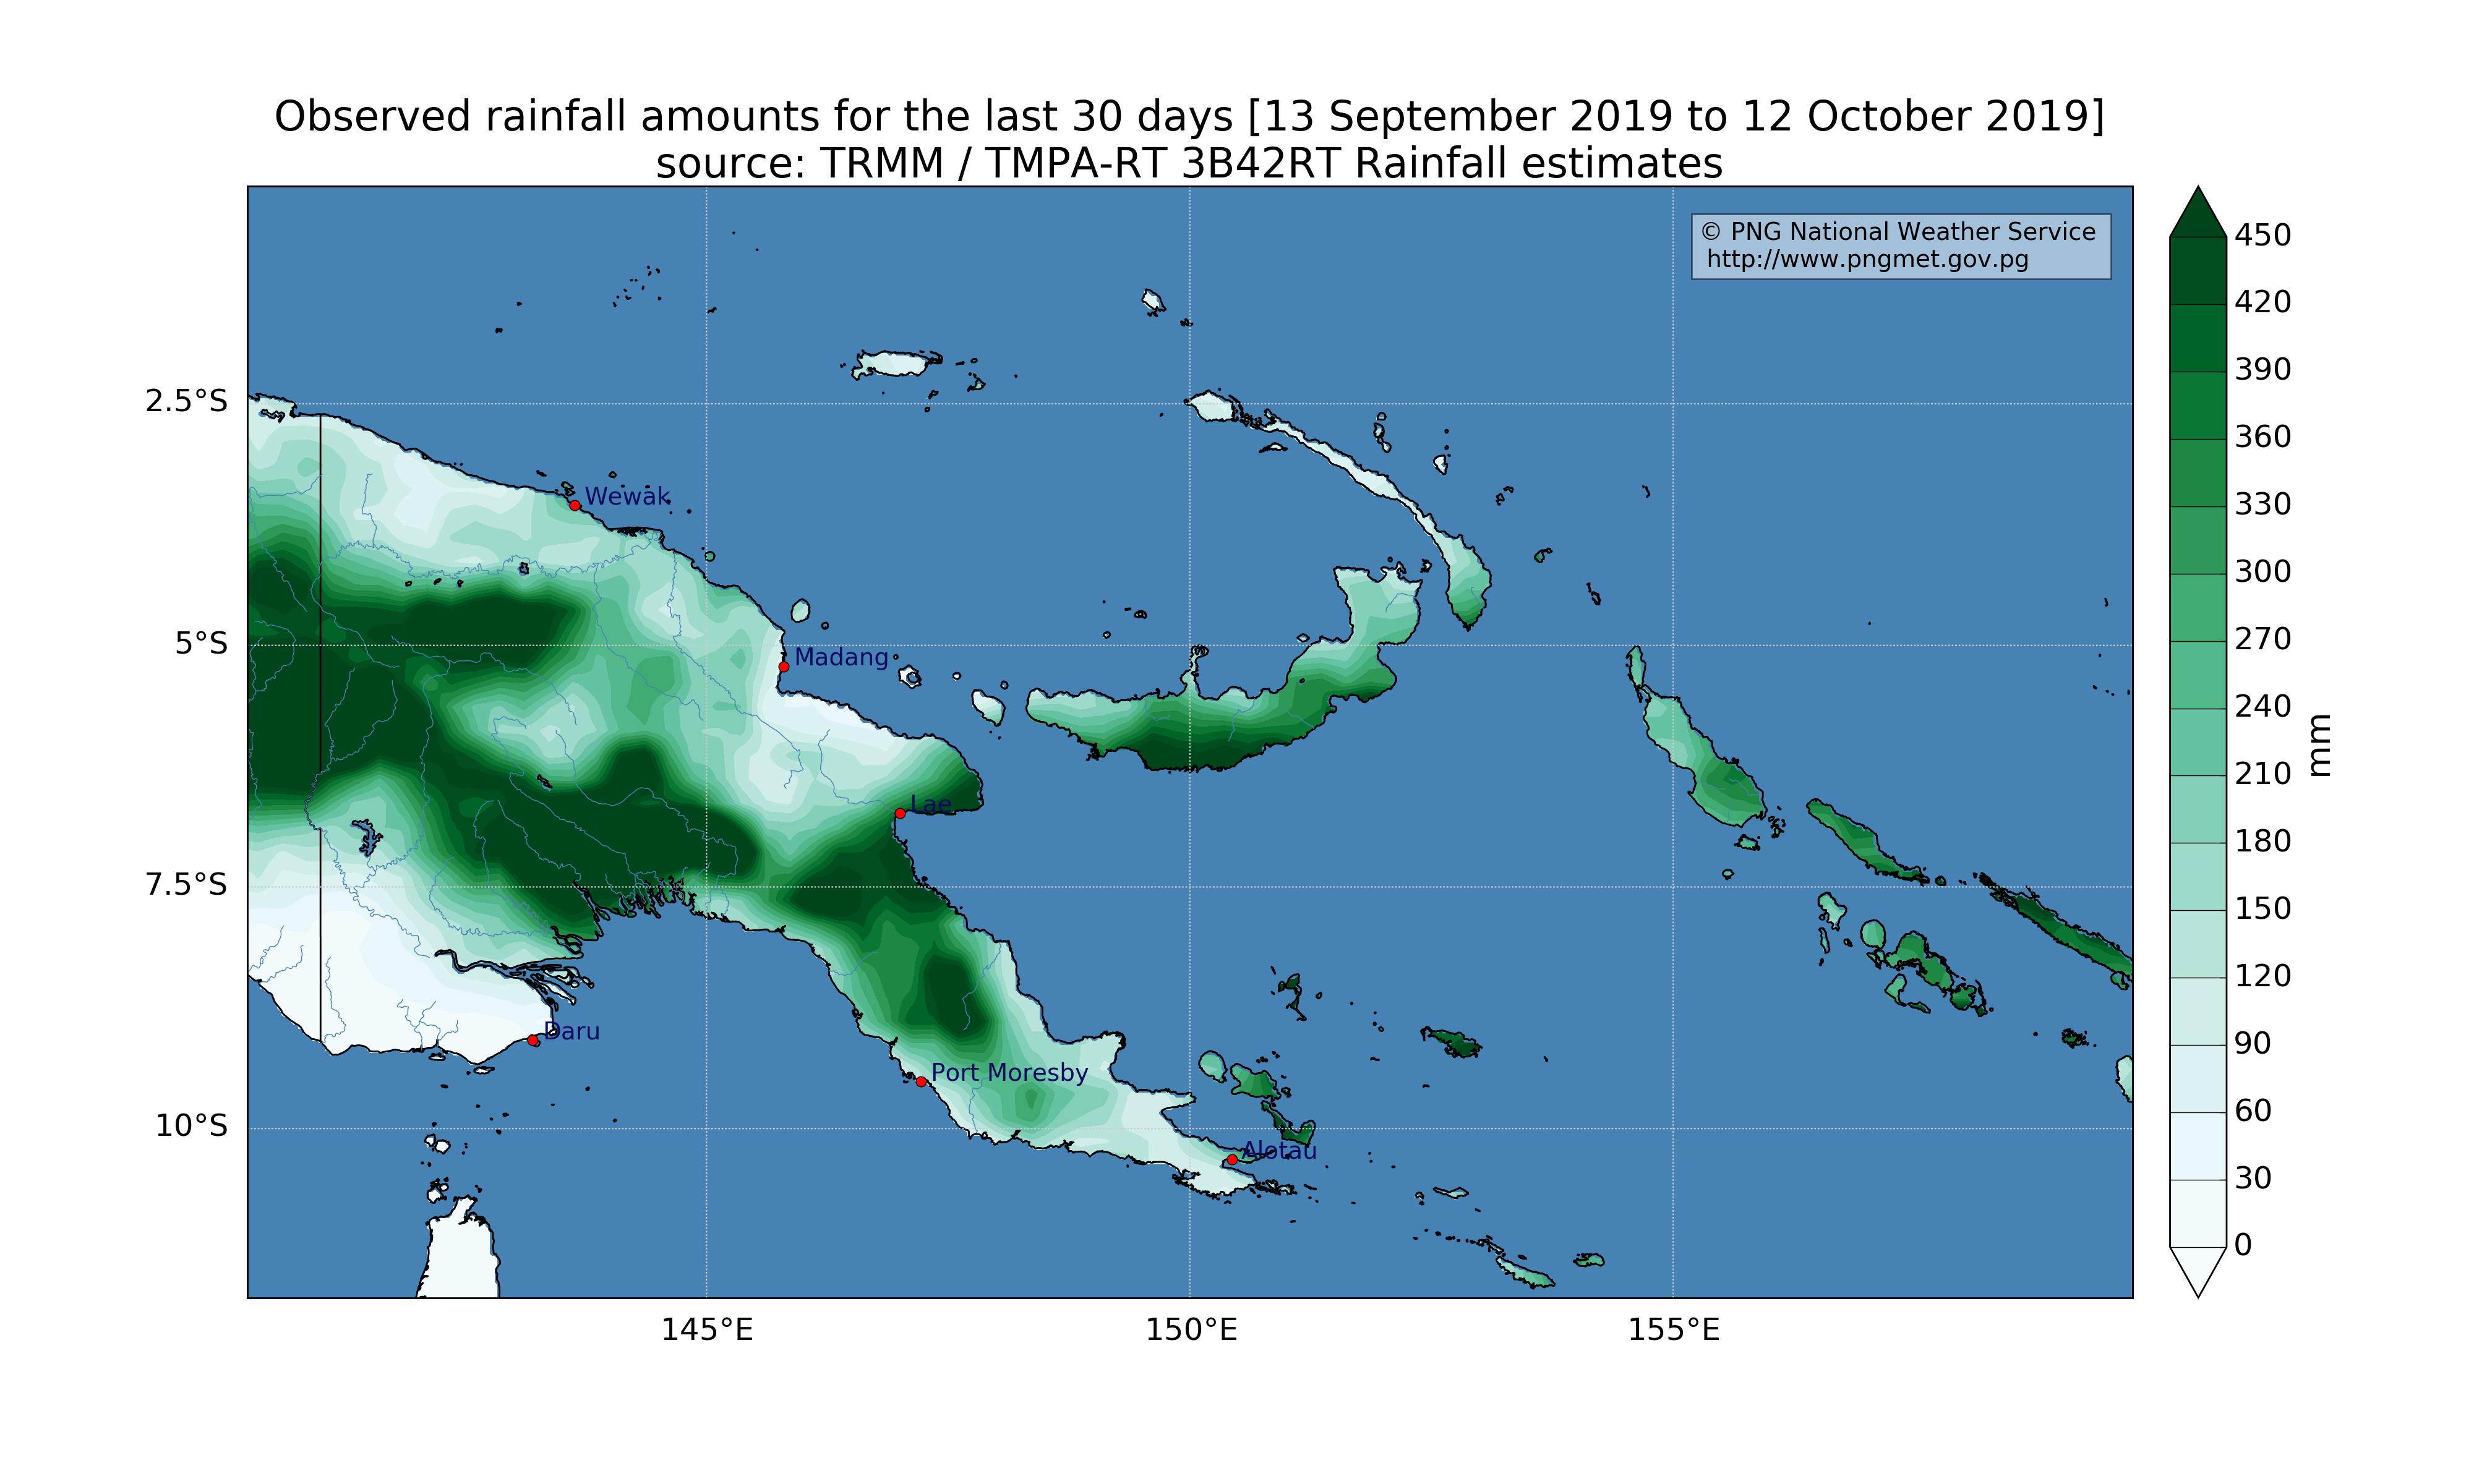 Observed rainfall amounts for the last 30 days [13 September 2019 to 12 October 2019]
source: TRMM / TMPA-RT 3B42RT Rainfall estimates
© PNG National Weather Service
http://www.pngmet.gov.pg
450
420
390
360
330
300
270
240
210
180
150
120
90
60
30
0
mm
2.5°S
5°S
7.5°S
10°S
Wewak
Madang
Lae
Daru
Port Moresby
Alotau
145°E
150°E
155°E